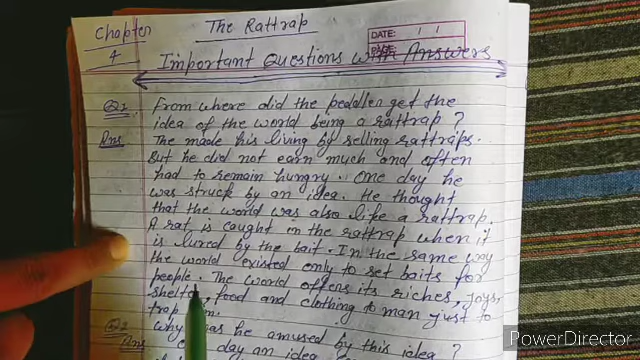 Chapter
4
The Rattrap
DATE:
PAGE:
Important Questions with Answers
Q1. From where did the peddler get the
idea of the world being a rattrap ?
Ans The made his living by selling rattraps.
But he did not earn much and often
had to remain hungry. One day he
was struck by an idea. He thought
that the world was also like a rattrap.
A rat is caught in the rattrap when it
is lured by the bait. In the same way
the world existed only to set baits for
people. The world offers its riches, joys,
shelter, food and clothing to man just to
trap him.
Q2 Why was he amused by this idea ?
Ans One day an idea
PowerDirector